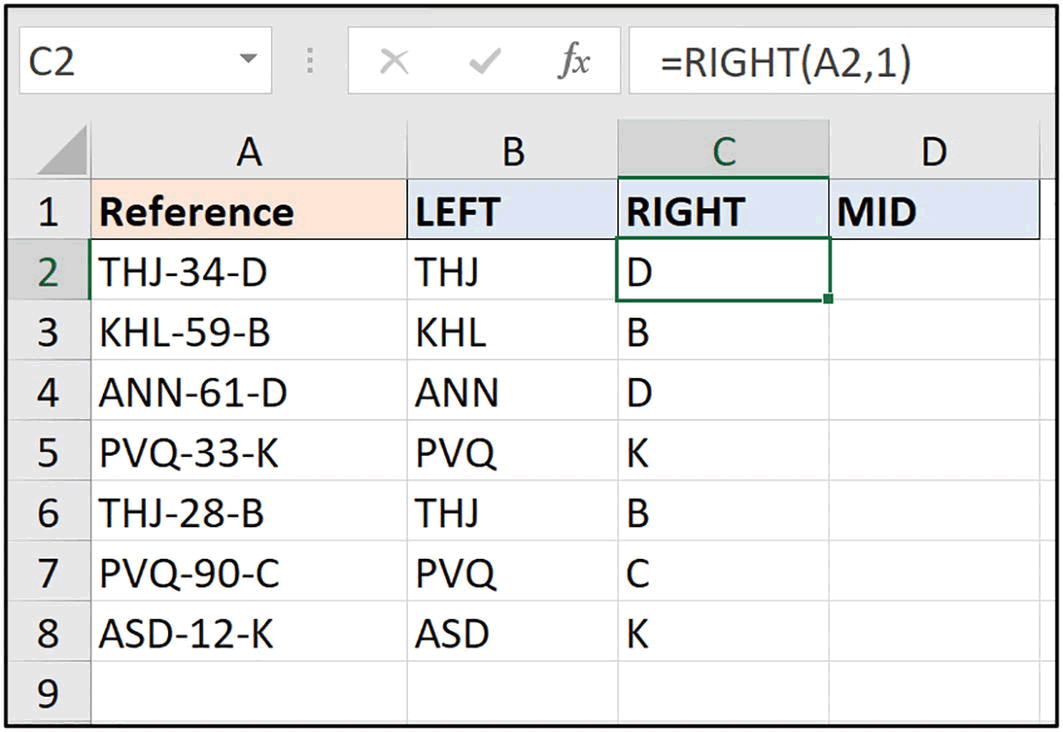 C2 fx =RIGHT(A2,1)
A B C D
1 Reference LEFT RIGHT MID
2 THJ-34-D THJ D
3 KHL-59-B KHL B
4 ANN-61-D ANN D
5 PVQ-33-K PVQ K
6 THJ-28-B THJ B
7 PVQ-90-C PVQ C
8 ASD-12-K ASD K
9